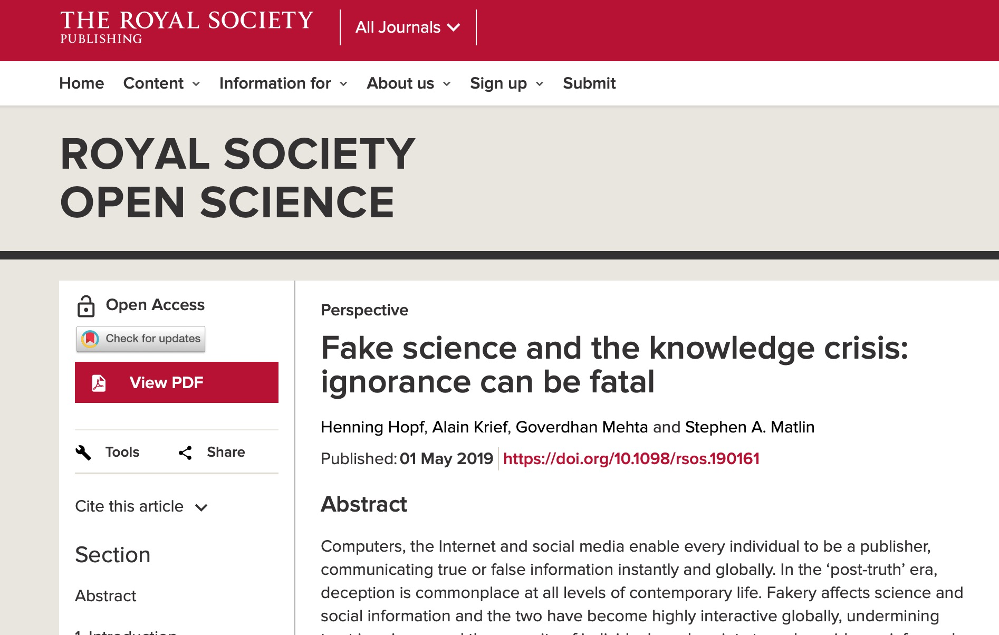 THE ROYAL SOCIETY
PUBLISHING
All Journals
Home Content Information for About us Sign up Submit
ROYAL SOCIETY
OPEN SCIENCE
Open Access
Check for updates
View PDF
Tools Share
Cite this article
Section
Abstract
1. Introduction
Perspective
Fake science and the knowledge crisis:
ignorance can be fatal
Henning Hopf, Alain Krief, Goverdhan Mehta and Stephen A. Matlin
Published: 01 May 2019 https://doi.org/10.1098/rsos.190161
Abstract
Computers, the Internet and social media enable every individual to be a publisher,
communicating true or false information instantly and globally. In the ‘post-truth’ era,
deception is commonplace at all levels of contemporary life. Fakery affects science and
social information and the two have become highly interactive globally, undermining